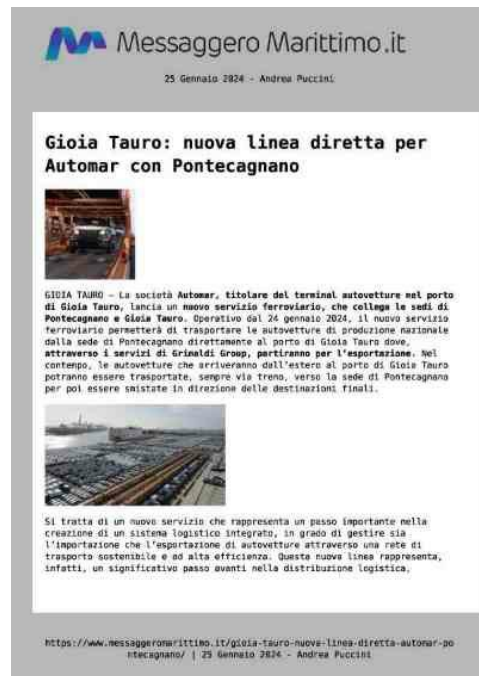 Messaggero Marittimo.it
25 Gennaio 2024 - Andrea Puccini
Gioia Tauro: nuova linea diretta per
Automar con Pontecagnano
GIOIA TAURO – La società Automar, titolare del terminal autovetture nel porto
di Gioia Tauro, lancia un nuovo servizio ferroviario, che collega le sedi di
Pontecagnano e Gioia Tauro. Operativo dal 24 gennaio 2024, il nuovo servizio
ferroviario permetterà di trasportare le autovetture di produzione nazionale
dalla sede di Pontecagnano direttamente al porto di Gioia Tauro dove,
attraverso i servizi di Grimaldi Group, partiranno per l'esportazione. Nel
contempo, le autovetture che arriveranno dall'estero al porto di Gioia Tauro
potranno essere trasportate, sempre via treno, verso la sede di Pontecagnano
per poi essere smistate in direzione delle destinazioni finali.
Si tratta di un nuovo servizio che rappresenta un passo importante nella
creazione di un sistema logistico integrato, in grado di gestire sia
l'importazione che l'esportazione di autovetture attraverso una rete di
trasporto sostenibile e ad alta efficienza. Questa nuova linea rappresenta,
infatti, un significativo passo avanti nella distribuzione logistica,
https://www.messaggeromarittimo.it/gioia-tauro-nuova-linea-diretta-automar-po
ntecagnano/ | 25 Gennaio 2024 - Andrea Puccini